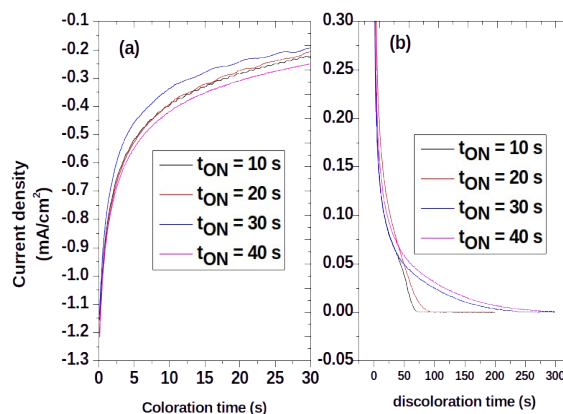 (a)
-0.1
-0.2
-0.3
-0.4
-0.5
-0.6
-0.7
-0.8
-0.9
-1.0
-1.1
-1.2
-1.3
Current density
(mA/cm²)
tON = 10 s
tON = 20 s
tON = 30 s
tON = 40 s
0 5 10 15 20 25 30
Coloration time (s)
(b)
0.30
0.25
0.20
0.15
0.10
0.05
0.00
-0.05
tON = 10 s
tON = 20 s
tON = 30 s
tON = 40 s
0 50 100 150 200 250 300
discoloration time (s)